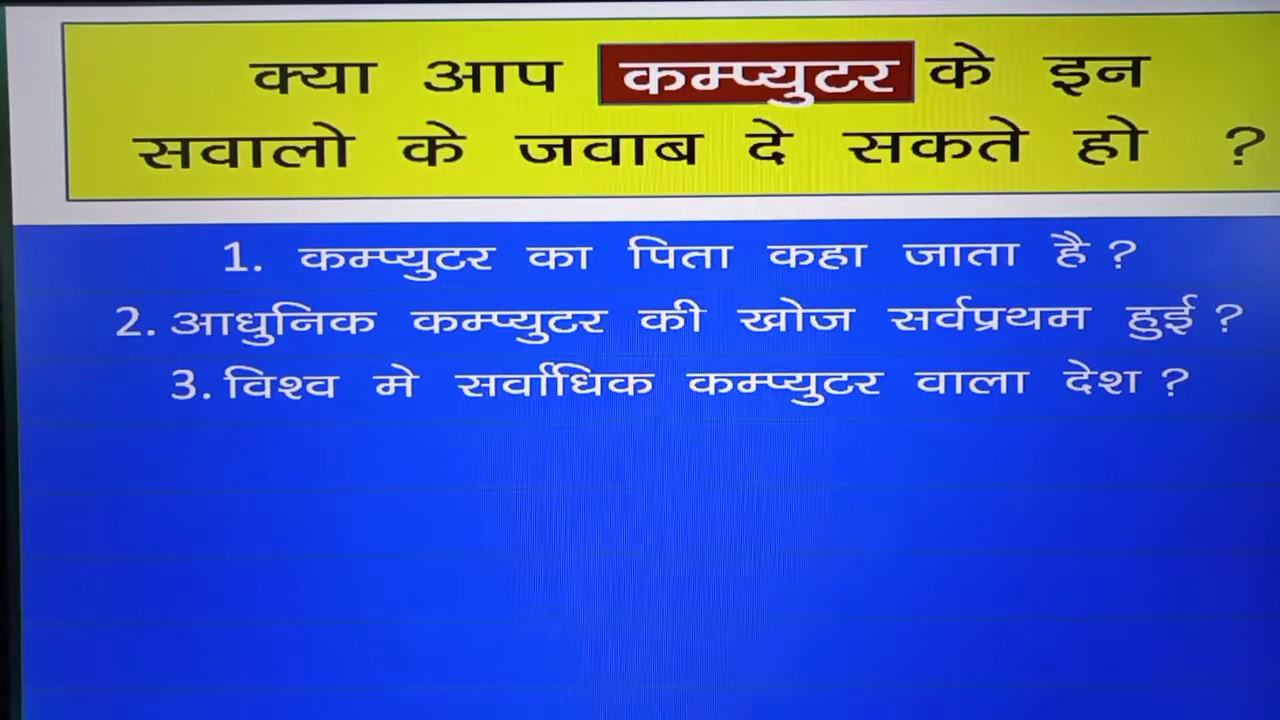 क्या आप कम्प्युटर के इन
सवालो के जवाब दे सकते हो ?
1. कम्प्युटर का पिता कहा जाता है ?
2. आधुनिक कम्प्युटर की खोज सर्वप्रथम हुई ?
3. विश्व मे सर्वाधिक कम्प्युटर वाला देश ?